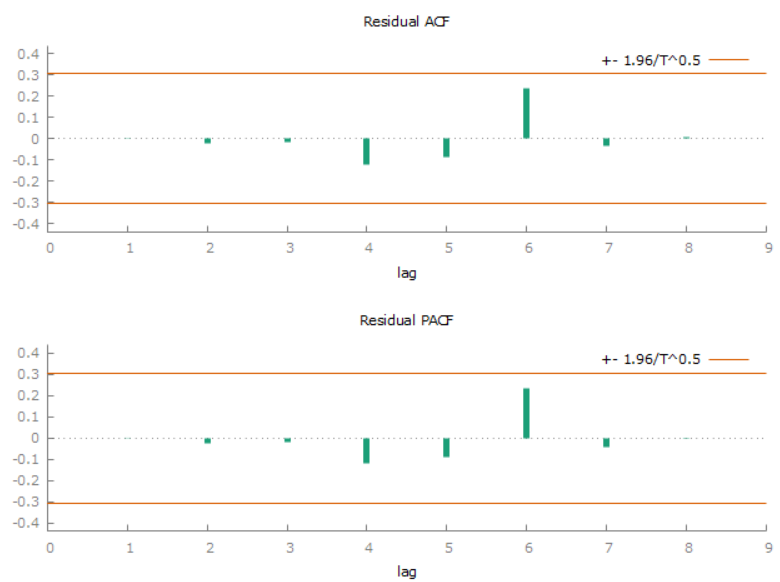 Residual ACF
+- 1.96/T^0.5
0.4
0.3
0.2
0.1
0
-0.1
-0.2
-0.3
-0.4
0 1 2 3 4 5 6 7 8 9
lag
Residual PACF
+- 1.96/T^0.5
0.4
0.3
0.2
0.1
0
-0.1
-0.2
-0.3
-0.4
0 1 2 3 4 5 6 7 8 9
lag